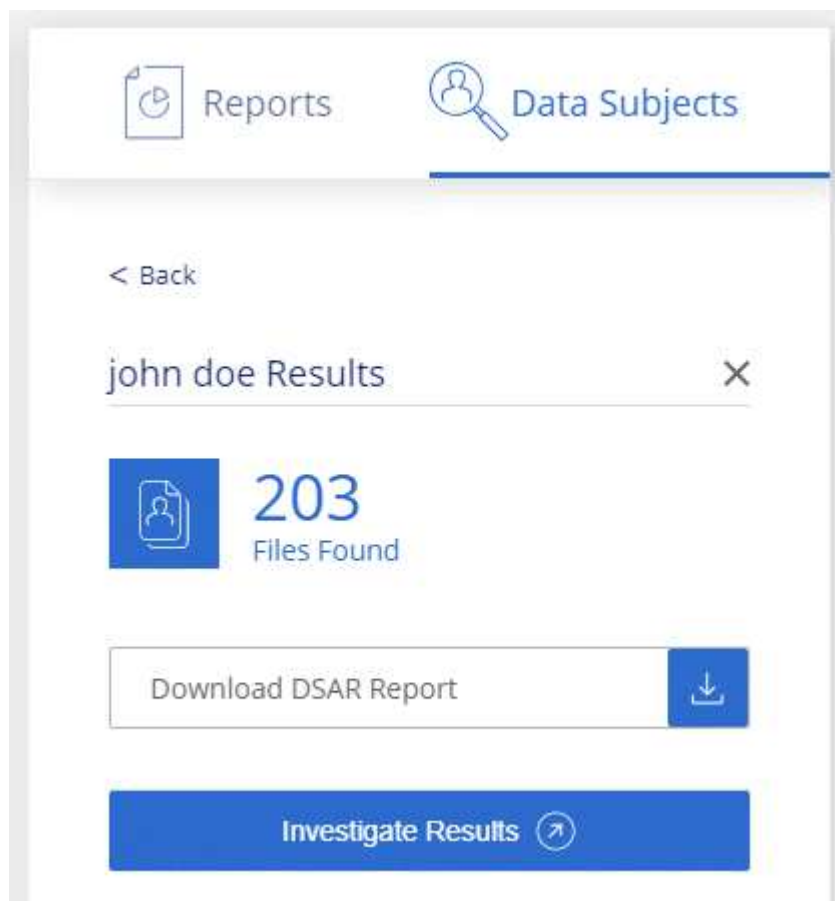 Reports
Data Subjects
< Back
john doe Results
203
Files Found
Download DSAR Report
Investigate Results